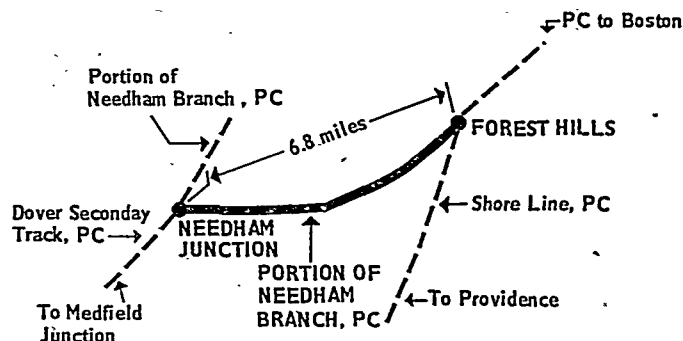 PC to Boston
Portion of
Needham Branch, PC
6.8 miles
FOREST HILLS
Shore Line, PC
Dover Seconday
Track, PC
NEEDHAM
JUNCTION
PORTION OF
NEEDHAM
BRANCH, PC
To Providence
To Medfield
Junction